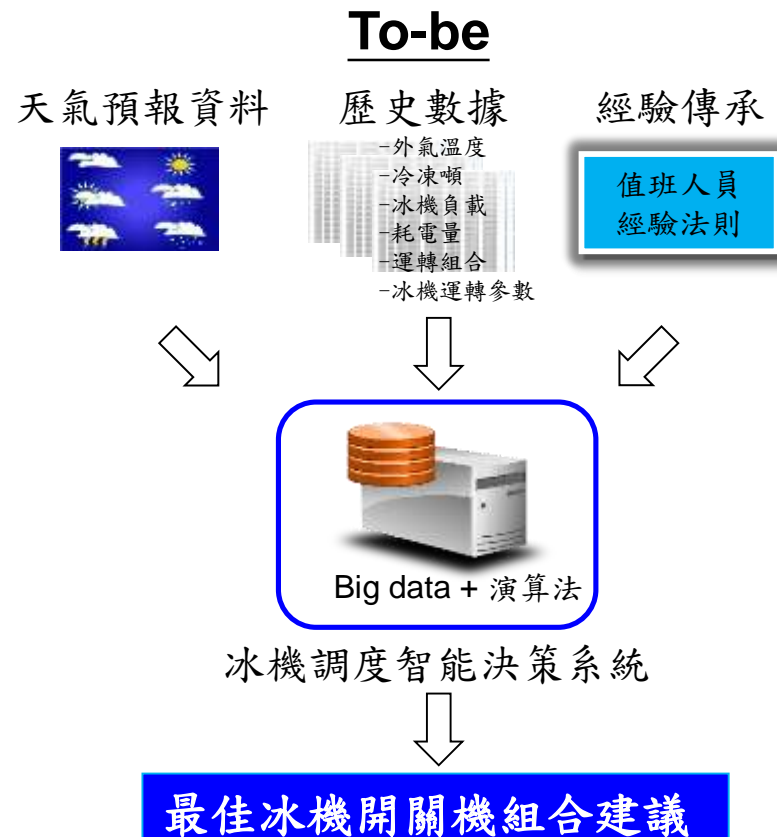 To-be
天氣預報資料
歷史數據
-外氣溫度
-冷凍噸
-冰機負載
-耗電量
-運轉組合
-冰機運轉參數
經驗傳承
值班人員
經驗法則
Big data + 演算法
冰機調度智能決策系統
最佳冰機開關機組合建議